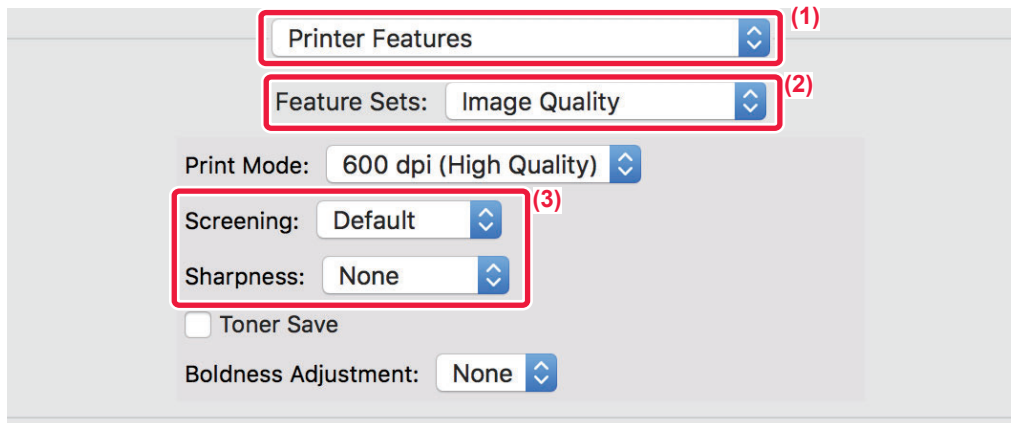 Printer Features
(1)
Feature Sets: Image Quality
(2)
Print Mode: 600 dpi (High Quality)
(3)
Screening: Default
Sharpness: None
Toner Save
Boldness Adjustment: None